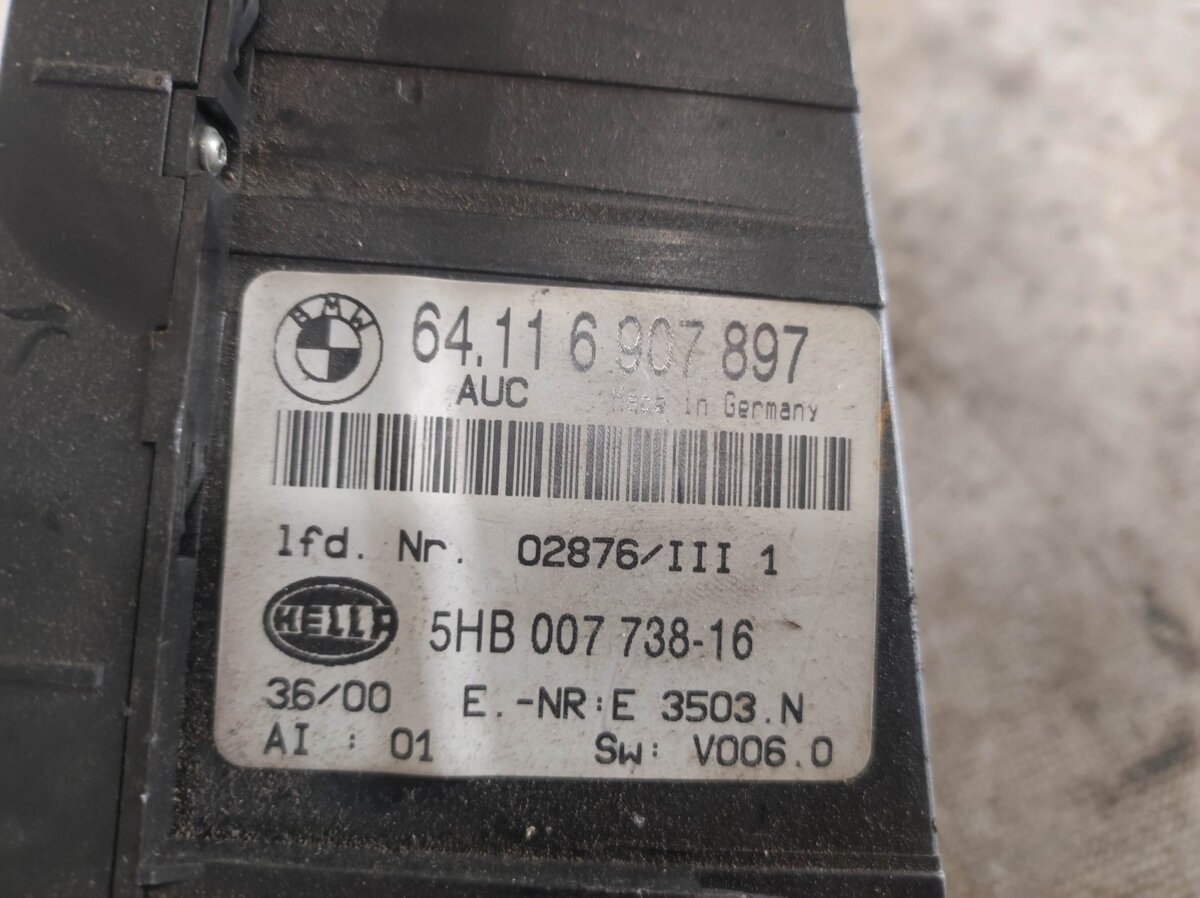 BMW
64.11 6 907 897
AUC Made in Germany
lfd. Nr. 02876/III 1
HELLA 5HB 007 738-16
36/00 E.-NR:E 3503.N
AI : 01 Sw: V006.0